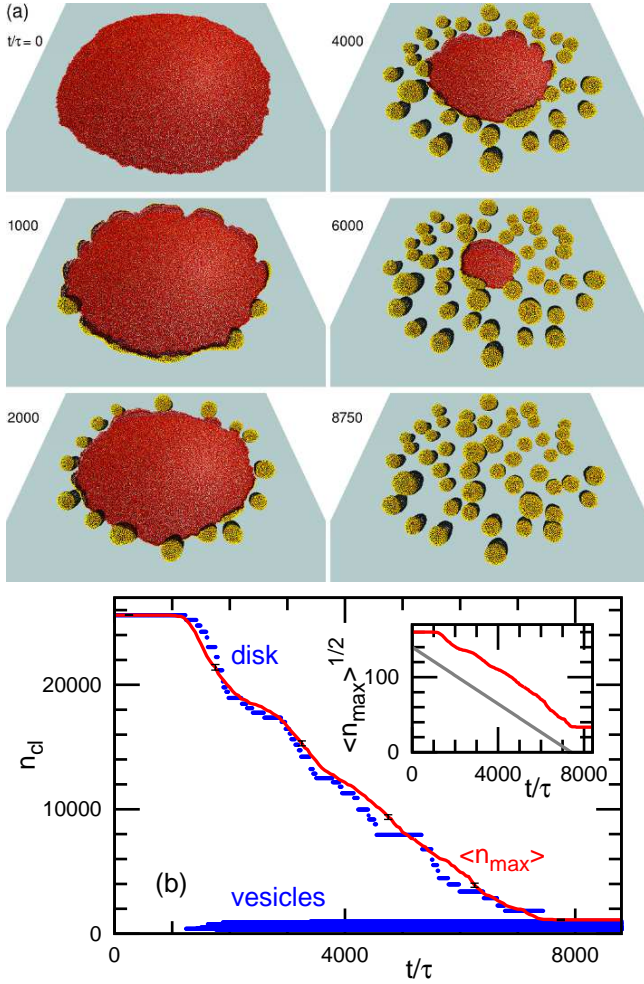 (a)
t/τ = 0
4000
1000
6000
2000
8750
disk
<n_max>
vesicles
(b)
n_cl
20000
10000
0
0
4000
8000
t/τ
<n_max>^1/2
100
0
0
4000
8000
t/τ